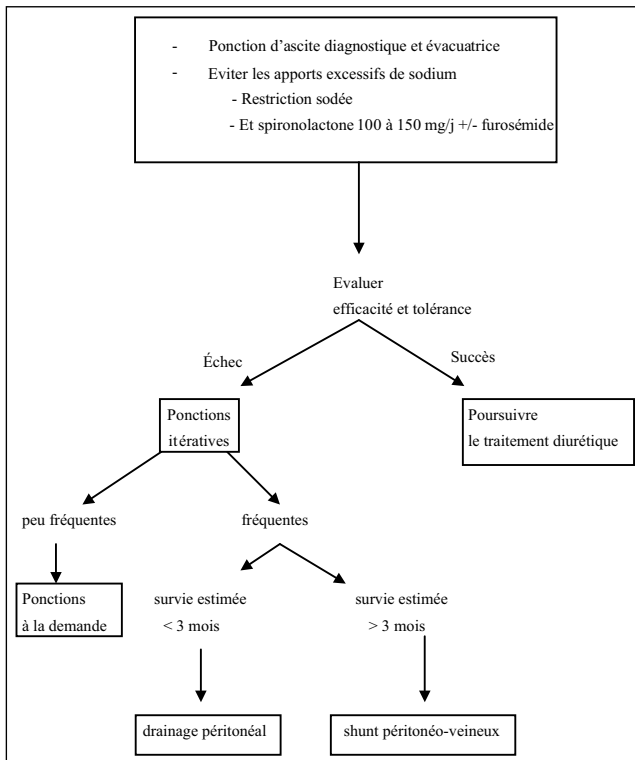 - Ponction d'ascite diagnostique et évacuatrice
- Eviter les apports excessifs de sodium
- Restriction sodée
- Et spironolactone 100 à 150 mg/j +/- furosémide
Evaluer
efficacité et tolérance
Échec
Succès
Ponctions
itératives
Poursuivre
le traitement diurétique
peu fréquentes
fréquentes
Ponctions
à la demande
survie estimée
< 3 mois
survie estimée
> 3 mois
drainage péritonéal
shunt péritonéo-veineux